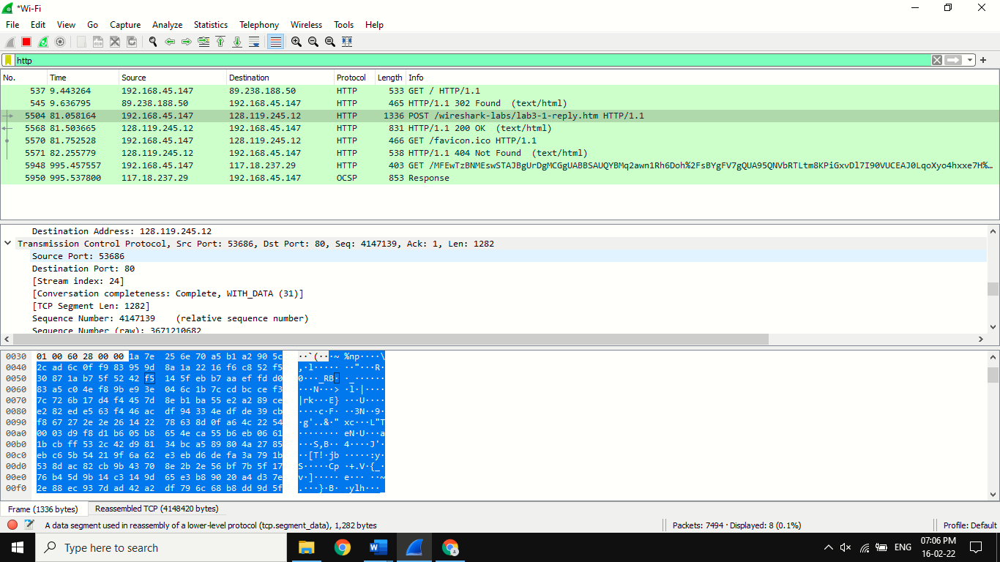 *Wi-Fi
File Edit View Go Capture Analyze Statistics Telephony Wireless Tools Help
http
No. Time Source Destination Protocol Length Info
537 9.443264 192.168.45.147 89.238.188.50 HTTP 533 GET / HTTP/1.1
545 9.636795 89.238.188.50 192.168.45.147 HTTP 465 HTTP/1.1 302 Found (text/html)
5504 81.058164 192.168.45.147 128.119.245.12 HTTP 1336 POST /wireshark-labs/lab3-1-reply.htm HTTP/1.1
5568 81.503665 128.119.245.12 192.168.45.147 HTTP 831 HTTP/1.1 200 OK (text/html)
5570 81.752528 192.168.45.147 128.119.245.12 HTTP 466 GET /favicon.ico HTTP/1.1
5571 82.255779 128.119.245.12 192.168.45.147 HTTP 538 HTTP/1.1 404 Not Found (text/html)
5948 995.457557 192.168.45.147 117.18.237.29 HTTP 403 GET /MFEwTzBNMEswSTAJBgUrDgMCGgUABBSAUQYBMq2awn1Rh6Doh%2FsBYgFV7gQUA95QNVbRTLtm8KPiGxvDl7I90VUCEAJ0LqoXyo4hxxe7H%…
5950 995.537800 117.18.237.29 192.168.45.147 OCSP 853 Response
Destination Address: 128.119.245.12
Transmission Control Protocol, Src Port: 53686, Dst Port: 80, Seq: 4147139, Ack: 1, Len: 1282
Source Port: 53686
Destination Port: 80
[Stream index: 24]
[Conversation completeness: Complete, WITH_DATA (31)]
[TCP Segment Len: 1282]
Sequence Number: 4147139 (relative sequence number)
Sequence Number (raw): 3671210682
0030 01 00 60 28 00 00 1a 7e 25 6e 70 a5 b1 a2 90 5c ··`(···~ %np····\
0040 2c ad 6c 0f f9 83 95 9d 8a 1a 22 16 f6 c8 52 f5 ,·l····· ··"···R·
0050 30 87 1a b7 5f 52 42 f5 14 5f eb b7 aa ef fd d0 0···_RB· ·_······
0060 83 a5 c0 4e f8 9b e9 3e 04 6c 1b 7c cd bc ce f3 ···N···> ·l·|····
0070 7c 72 6b 17 d4 f4 45 7d 8e b1 ba 55 e2 a2 89 ce |rk···E} ···U····
0080 e2 82 ed e5 63 f4 46 ac df 94 33 4e df de 39 cb ····c·F· ··3N··9·
0090 f8 67 27 2e 2e 26 14 22 78 63 8d 0f a6 4c 22 54 ·g'..&·" xc···L"T
00a0 00 03 d9 f8 d1 b6 05 b8 65 4e ca 55 b6 eb 06 61 ········ eN·U···a
00b0 1b cb ff 53 2c 42 d9 81 34 bc a5 89 80 4a 27 85 ···S,B·· 4····J'·
00c0 eb c6 5b 54 21 9f 6a 62 e3 eb d6 de fa 3a 79 1b ··[T!·jb ·····:y·
00d0 53 8d ac 82 cb 9b 43 70 8e 2b 2e 56 bf 7b 5f 17 S·····Cp ·+.V·{_·
00e0 76 b4 5d 9b 14 c3 14 9d 65 e3 b8 90 20 a4 d3 7e v·]····· e··· ··~
00f0 2e 88 ec 93 7d ad 42 a2 df 79 6c 68 b8 dd 9d 5f .···}·B· ·ylh···_
Frame (1336 bytes) Reassembled TCP (4148420 bytes)
A data segment used in reassembly of a lower-level protocol (tcp.segment_data), 1,282 bytes Packets: 7494 · Displayed: 8 (0.1%) Profile: Default
Type here to search ENG 07:06 PM
16-02-22